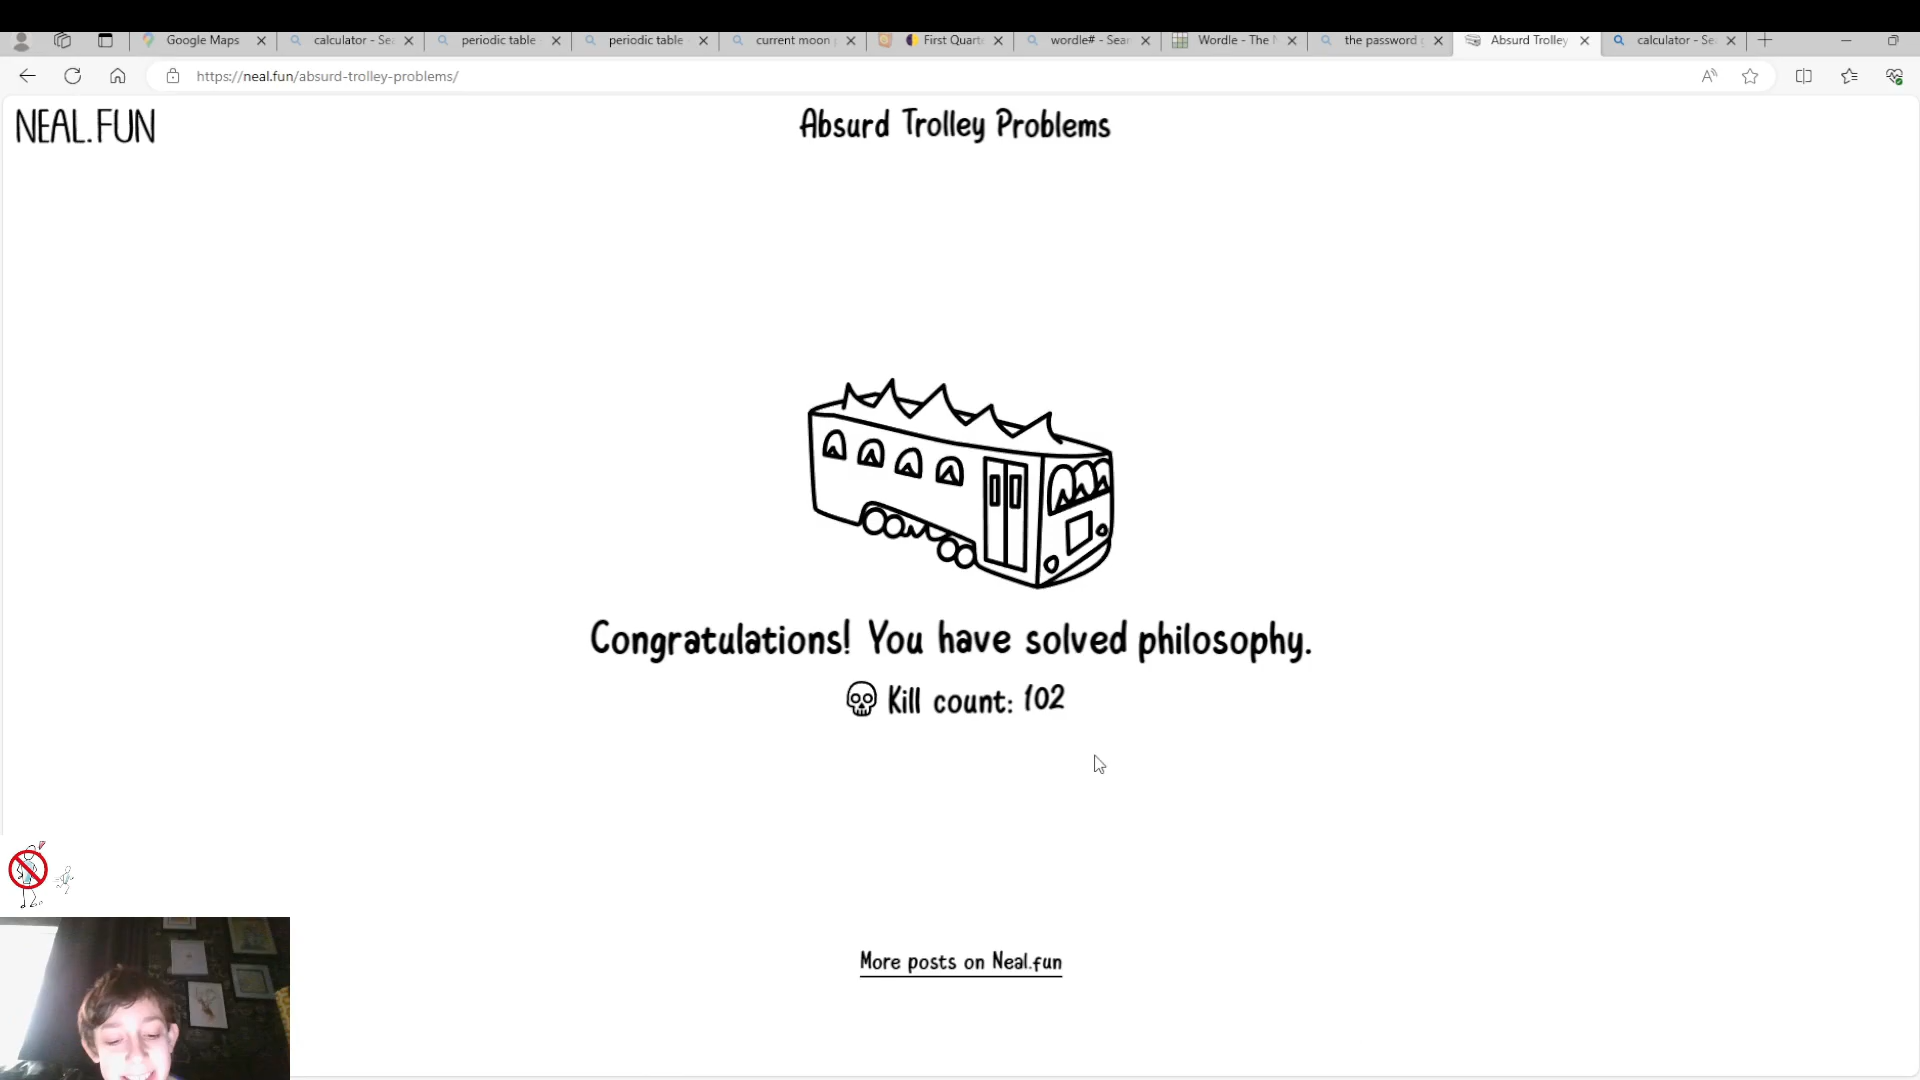 Google Maps
calculator - Se
periodic table
periodic table
current moon
First Quart
wordle# - Sear
Wordle - The N
the password
Absurd Trolley
calculator - Se
https://neal.fun/absurd-trolley-problems/
NEAL.FUN
Absurd Trolley Problems
Congratulations! You have solved philosophy.
Kill count: 102
More posts on Neal.fun